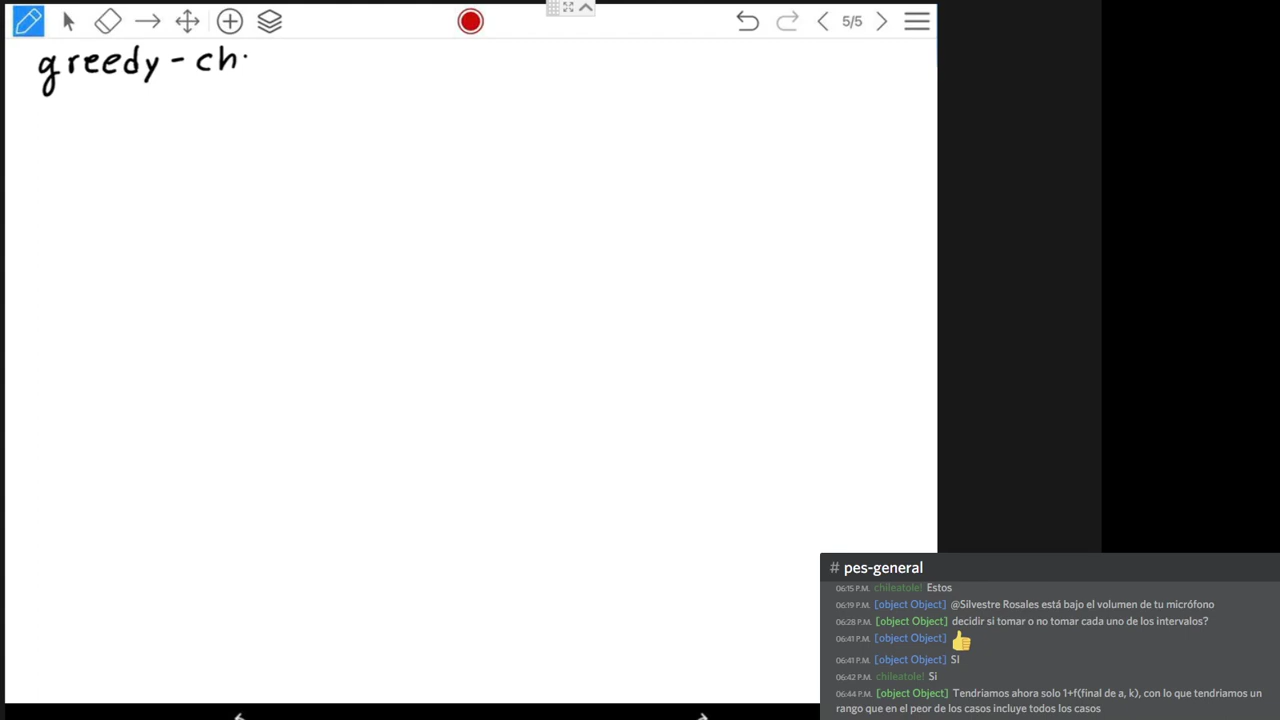 5/5
greedy - ch
# pes-general
06:15 P.M. chileatole! Estos
06:19 P.M. [object Object] @Silvestre Rosales está bajo el volumen de tu micrófono
06:28 P.M. [object Object] decidir si tomar o no tomar cada uno de los intervalos?
06:41 P.M. [object Object] 👍
06:41 P.M. [object Object] SI
06:42 P.M. chileatole! Si
06:44 P.M. [object Object] Tendriamos ahora solo 1+f(final de a, k), con lo que tendriamos un
rango que en el peor de los casos incluye todos los casos